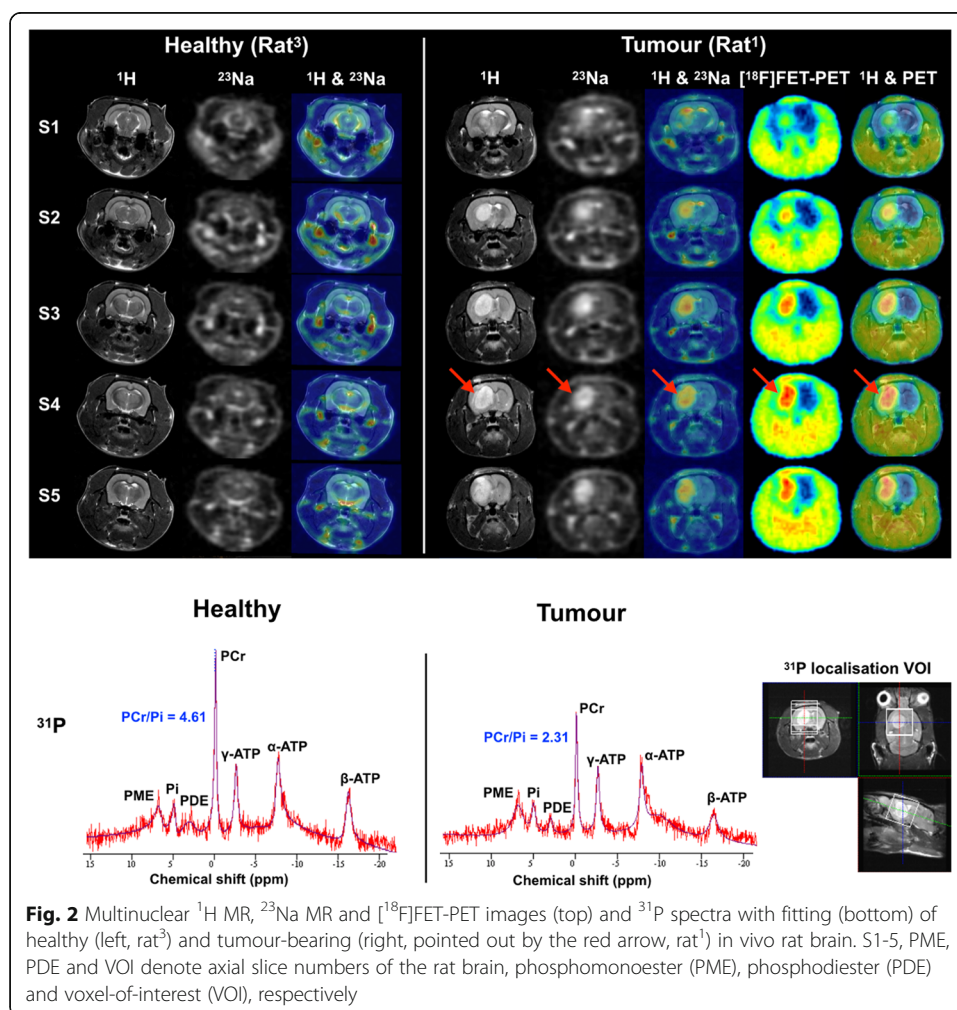 Healthy (Rat³)
Tumour (Rat¹)
¹H ²³Na ¹H & ²³Na
¹H ²³Na ¹H & ²³Na [¹⁸F]FET-PET ¹H & PET
S1
S2
S3
S4
S5
Healthy
Tumour
³¹P
PCr
PCr/Pi = 4.61
γ-ATP
α-ATP
PME
Pi
PDE
β-ATP
15 5 0 -10 -20
Chemical shift (ppm)
PCr
PCr/Pi = 2.31
γ-ATP
α-ATP
PME
Pi
PDE
β-ATP
15 5 0 -10 -20
Chemical shift (ppm)
³¹P localisation VOI
Fig. 2 Multinuclear ¹H MR, ²³Na MR and [¹⁸F]FET-PET images (top) and ³¹P spectra with fitting (bottom) of
healthy (left, rat³) and tumour-bearing (right, pointed out by the red arrow, rat¹) in vivo rat brain. S1-5, PME,
PDE and VOI denote axial slice numbers of the rat brain, phosphomonoester (PME), phosphodiester (PDE)
and voxel-of-interest (VOI), respectively